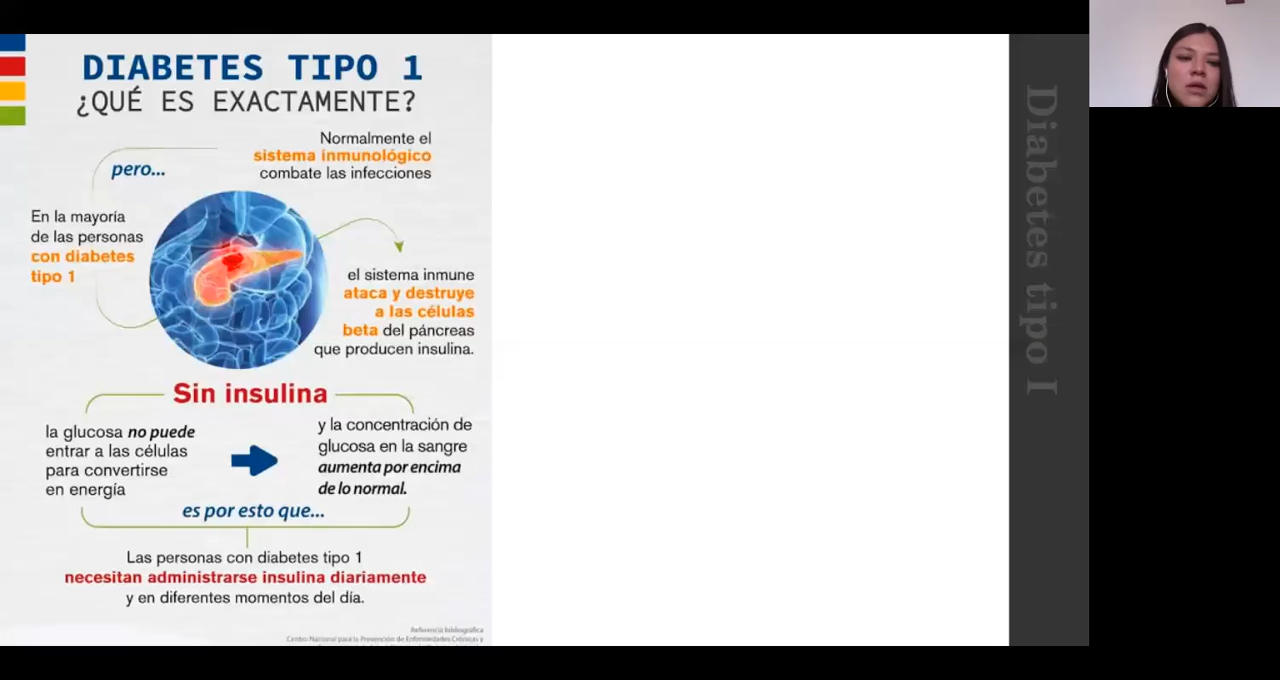 DIABETES TIPO 1
¿QUÉ ES EXACTAMENTE?
Normalmente el
sistema inmunológico
combate las infecciones
pero...
En la mayoría
de las personas
con diabetes
tipo 1
el sistema inmune
ataca y destruye
a las células
beta del páncreas
que producen insulina.
Sin insulina
la glucosa no puede
entrar a las células
para convertirse
en energía
y la concentración de
glucosa en la sangre
aumenta por encima
de lo normal.
es por esto que...
Las personas con diabetes tipo 1
necesitan administrarse insulina diariamente
y en diferentes momentos del día.
Referencia bibliográfica
Centro Nacional para la Prevención de Enfermedades Crónicas y
Diabetes tipo I